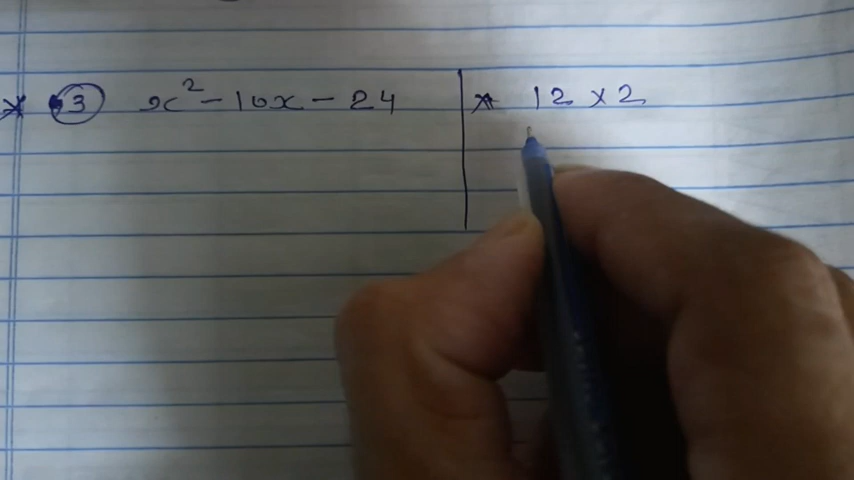 * 3 x² - 10x - 24
* 12 x 2